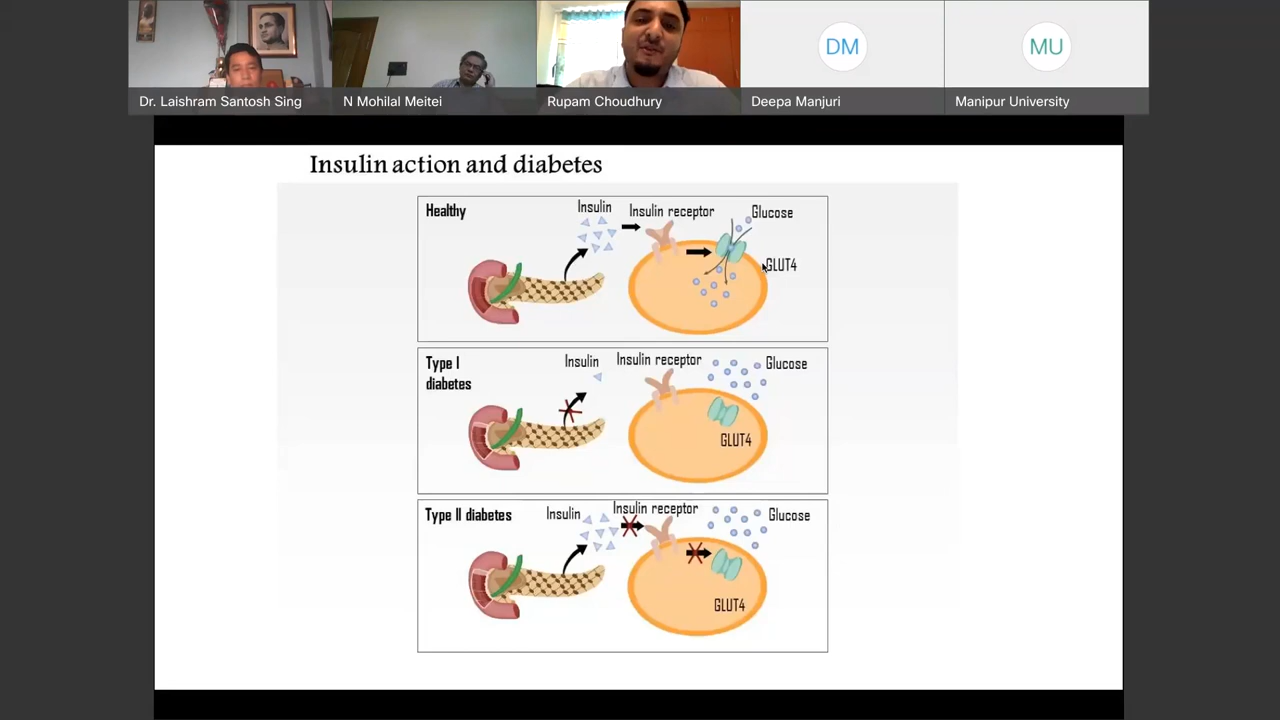 Dr. Laishram Santosh Sing
N Mohilal Meitei
Rupam Choudhury
DM
Deepa Manjuri
MU
Manipur University
Insulin action and diabetes
Healthy
Insulin
Insulin receptor
Glucose
GLUT4
Type I
diabetes
Insulin
Insulin receptor
Glucose
GLUT4
Type II diabetes
Insulin
Insulin receptor
Glucose
GLUT4